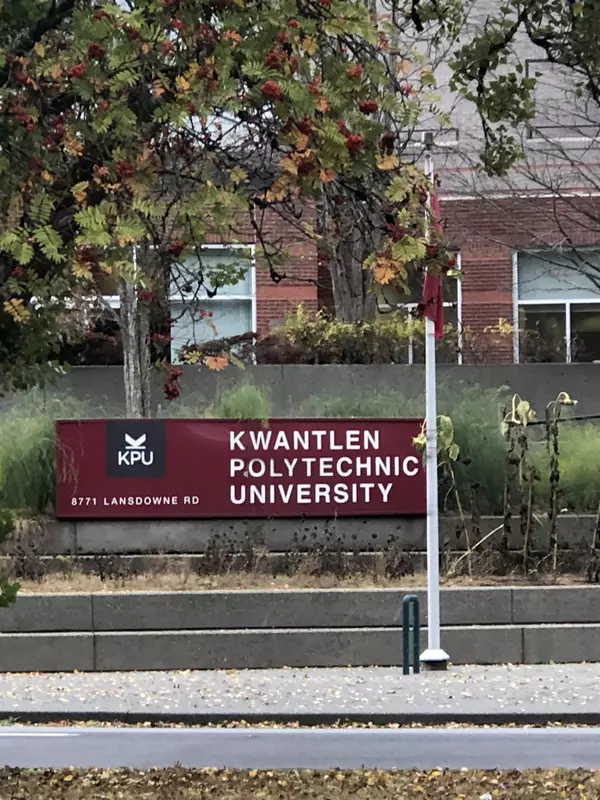 KPU
8771 LANSDOWNE RD
KWANTLEN
POLYTECHNIC
UNIVERSITY